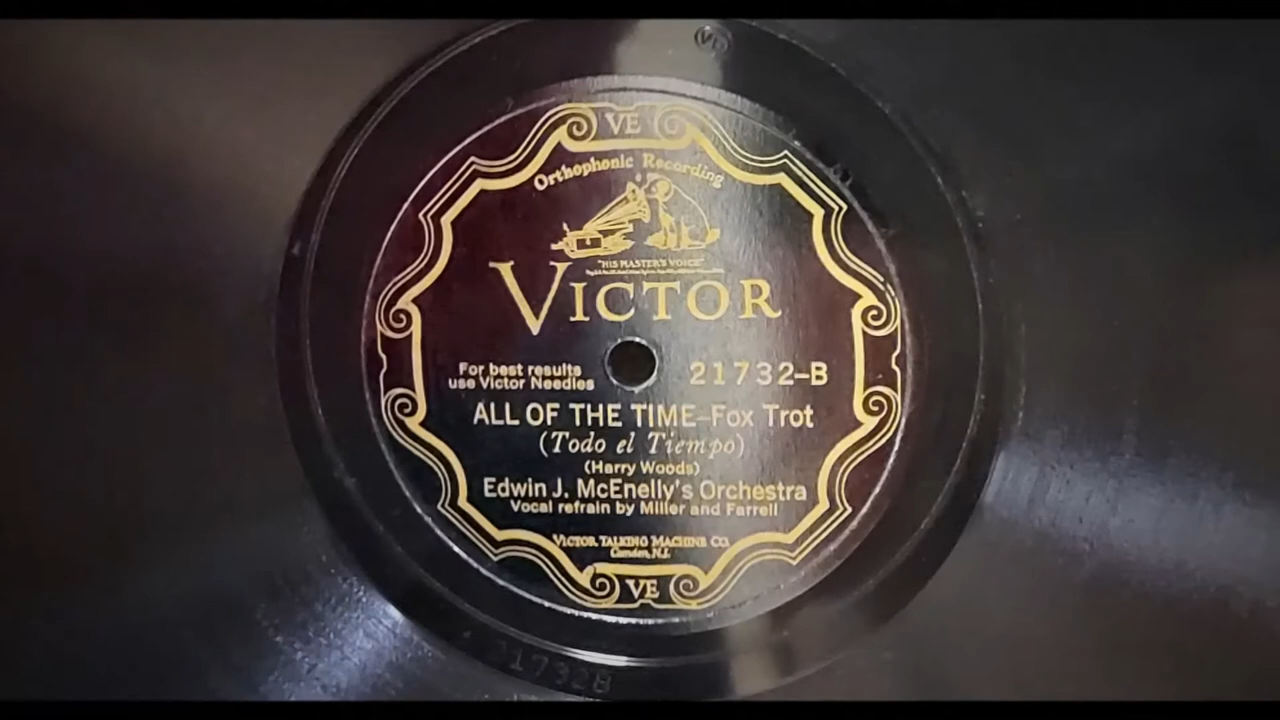 VE
VE
Orthophonic Recording
"HIS MASTER'S VOICE"
VICTOR
For best results
use Victor Needles
21732-B
ALL OF THE TIME-Fox Trot
(Todo el Tiempo)
(Harry Woods)
Edwin J. McEnelly's Orchestra
Vocal refrain by Miller and Farrell
VICTOR TALKING MACHINE CO.
Camden, N.J.
VE
21732B